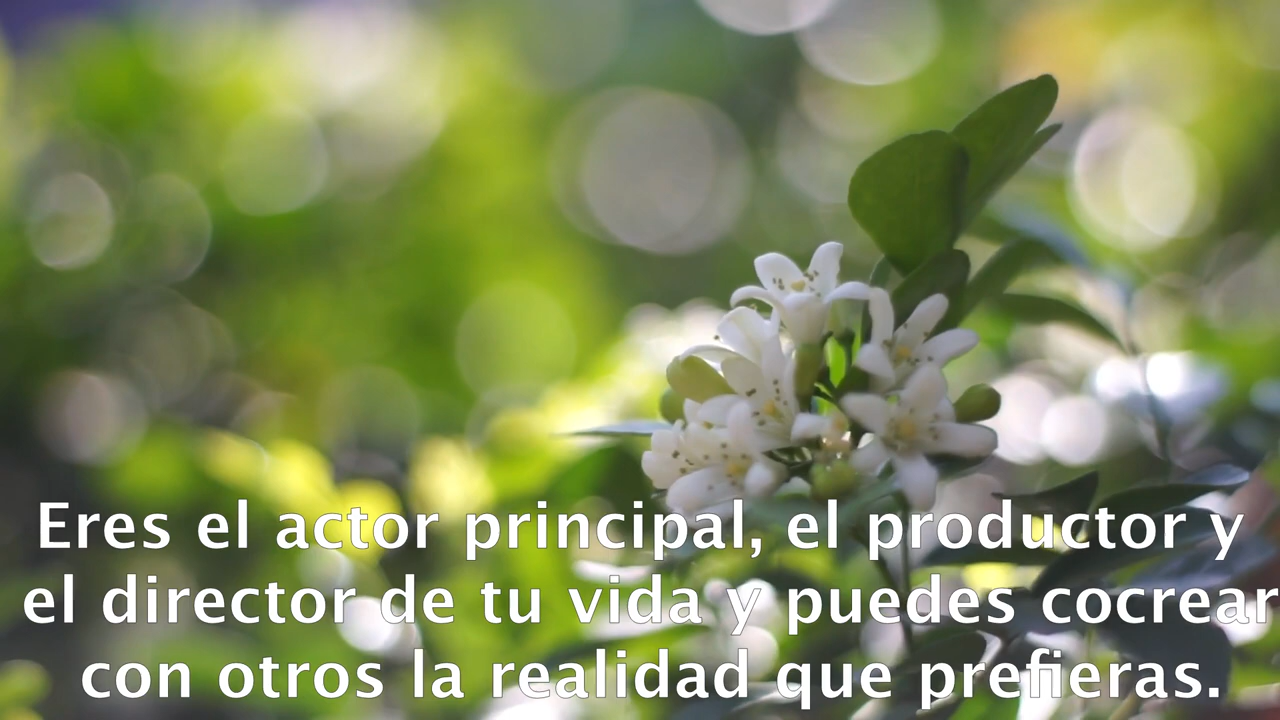 Eres el actor principal, el productor y
el director de tu vida y puedes cocrear
con otros la realidad que prefieras.